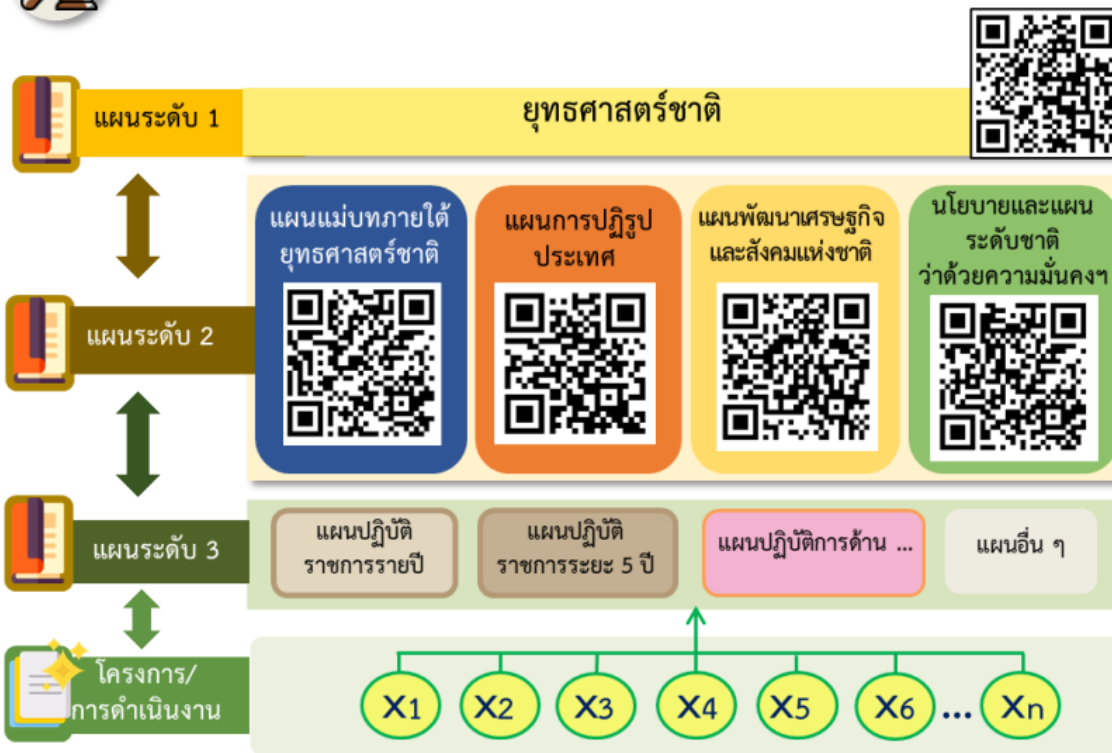 แผนระดับ 1
ยุทธศาสตร์ชาติ
แผนระดับ 2
แผนแม่บทภายใต้
ยุทธศาสตร์ชาติ
แผนการปฏิรูป
ประเทศ
แผนพัฒนาเศรษฐกิจ
และสังคมแห่งชาติ
นโยบายและแผน
ระดับชาติ
ว่าด้วยความมั่นคงฯ
แผนระดับ 3
แผนปฏิบัติ
ราชการรายปี
แผนปฏิบัติ
ราชการระยะ 5 ปี
แผนปฏิบัติการด้าน ...
แผนอื่น ๆ
โครงการ/
การดำเนินงาน
X1 X2 X3 X4 X5 X6 ... Xn